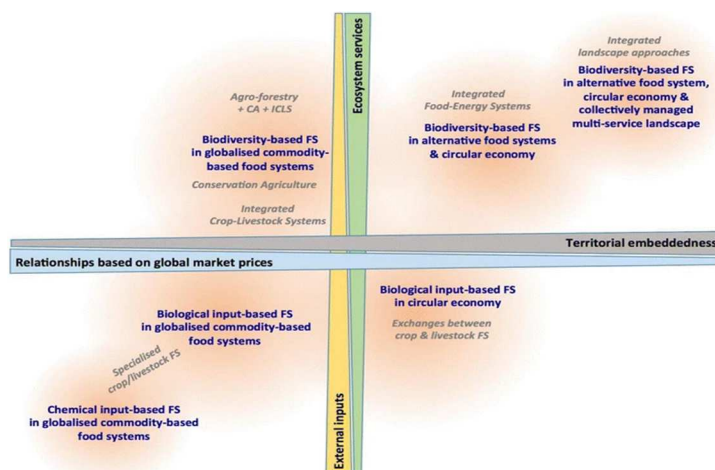 Ecosystem services
Integrated
landscape approaches
Biodiversity-based FS
in alternative food system,
circular economy &
collectively managed
multi-service landscape
Integrated
Food-Energy Systems
Biodiversity-based FS
in alternative food systems
& circular economy
Agro-forestry
+ CA + ICLS
Biodiversity-based FS
in globalised commodity-
based food systems
Conservation Agriculture
Integrated
Crop-Livestock Systems
Territorial embeddedness
Relationships based on global market prices
Biological input-based FS
in globalised commodity-based
food systems
Biological input-based FS
in circular economy
Exchanges between
crop & livestock FS
Specialised
crop/livestock FS
Chemical input-based FS
in globalised commodity-based
food systems
External inputs